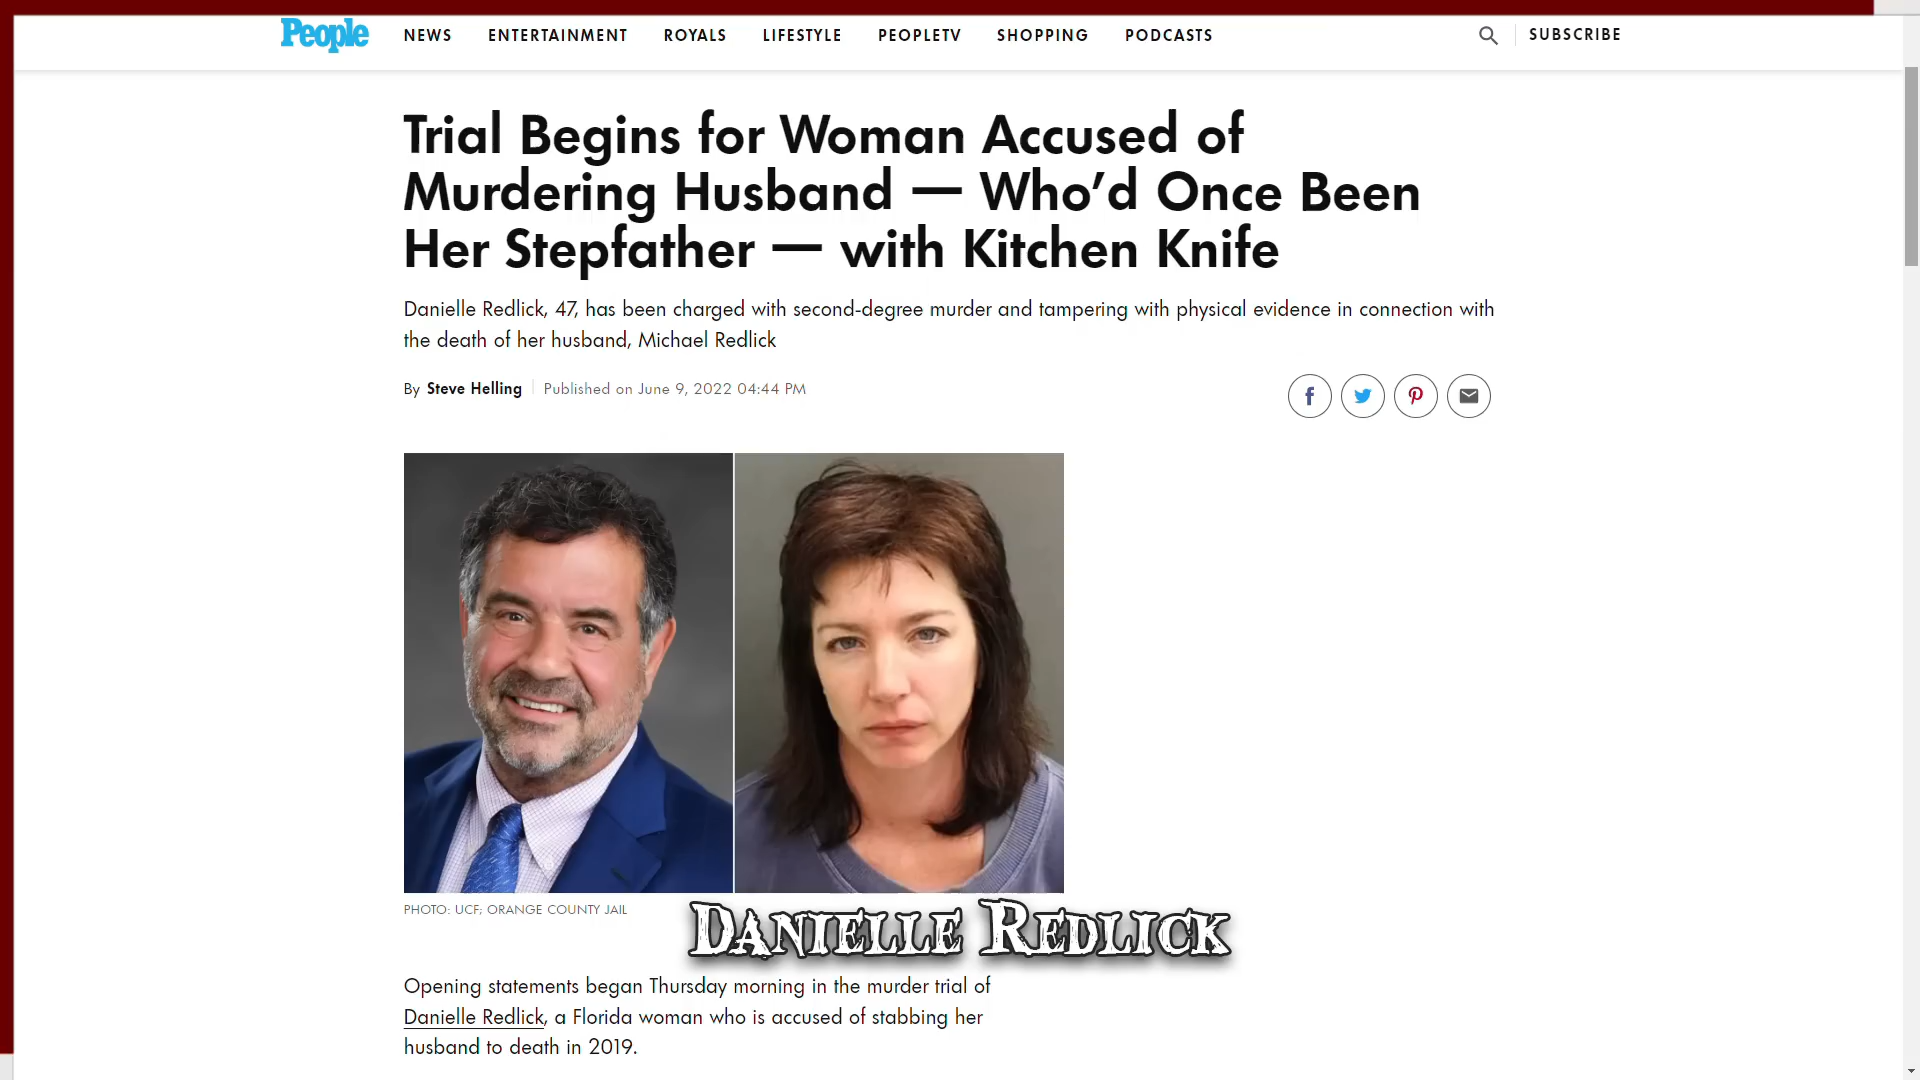 People NEWS ENTERTAINMENT ROYALS LIFESTYLE PEOPLETV SHOPPING PODCASTS SUBSCRIBE
Trial Begins for Woman Accused of
Murdering Husband — Who'd Once Been
Her Stepfather — with Kitchen Knife
Danielle Redlick, 47, has been charged with second-degree murder and tampering with physical evidence in connection with
the death of her husband, Michael Redlick
By Steve Helling Published on June 9, 2022 04:44 PM
PHOTO: UCF; ORANGE COUNTY JAIL
DANIELLE REDLICK
Opening statements began Thursday morning in the murder trial of
Danielle Redlick, a Florida woman who is accused of stabbing her
husband to death in 2019.